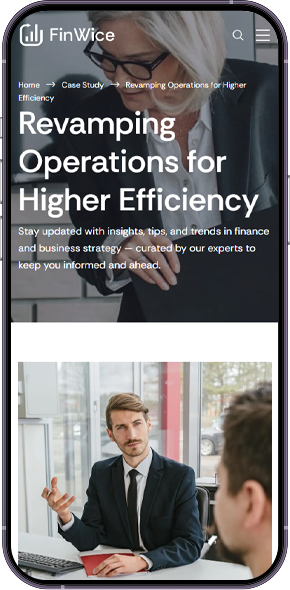 FinWice
Home → Case Study → Revamping Operations for Higher
Efficiency
Revamping
Operations for
Higher Efficiency
Stay updated with insights, tips, and trends in finance
and business strategy — curated by our experts to
keep you informed and ahead.